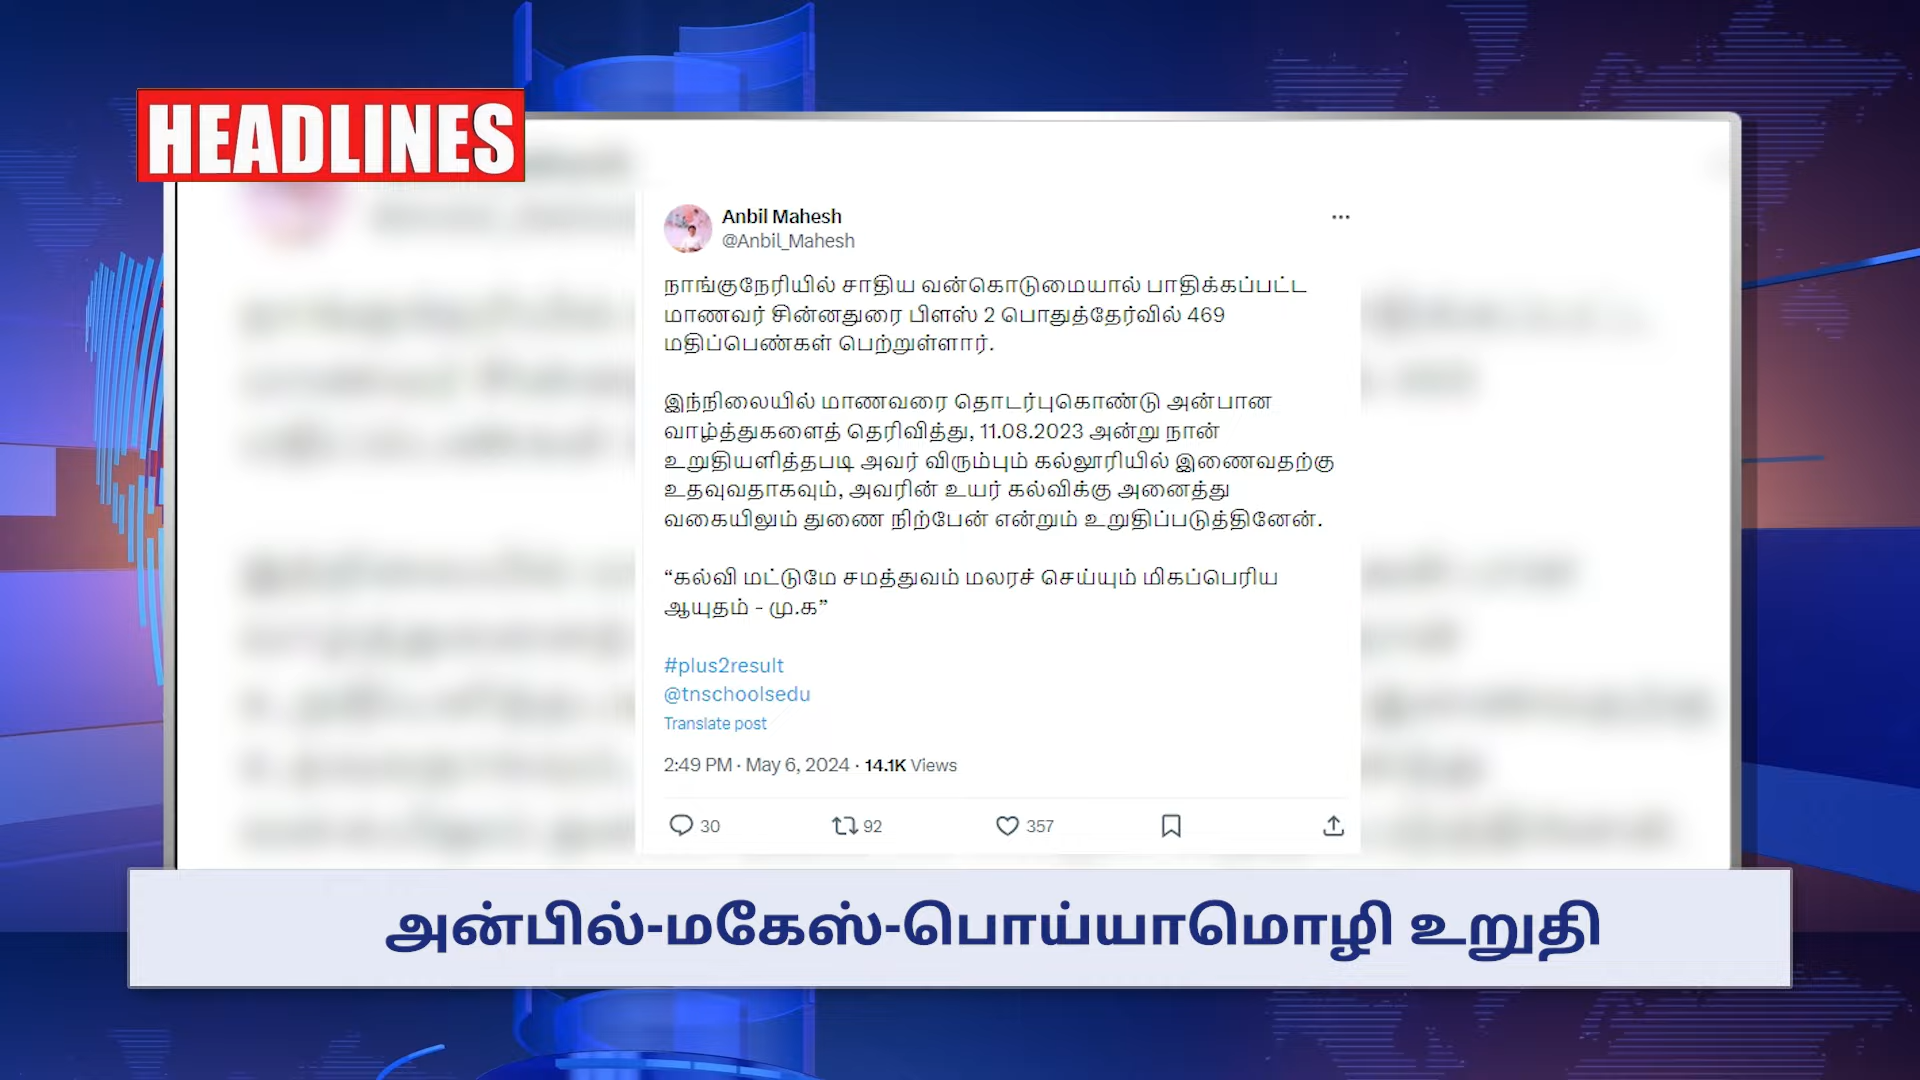 HEADLINES
Anbil Mahesh
@Anbil_Mahesh
நாங்குநேரியில் சாதிய வன்கொடுமையால் பாதிக்கப்பட்ட
மாணவர் சின்னதுரை பிளஸ் 2 பொதுத்தேர்வில் 469
மதிப்பெண்கள் பெற்றுள்ளார்.
இந்நிலையில் மாணவரை தொடர்புகொண்டு அன்பான
வாழ்த்துகளைத் தெரிவித்து, 11.08.2023 அன்று நான்
உறுதியளித்தபடி அவர் விரும்பும் கல்லூரியில் இணைவதற்கு
உதவுவதாகவும், அவரின் உயர் கல்விக்கு அனைத்து
வகையிலும் துணை நிற்பேன் என்றும் உறுதிப்படுத்தினேன்.
“கல்வி மட்டுமே சமத்துவம் மலரச் செய்யும் மிகப்பெரிய
ஆயுதம் - மு.க”
#plus2result
@tnschoolsedu
Translate post
2:49 PM · May 6, 2024 · 14.1K Views
30 92 357
அன்பில்-மகேஸ்-பொய்யாமொழி உறுதி